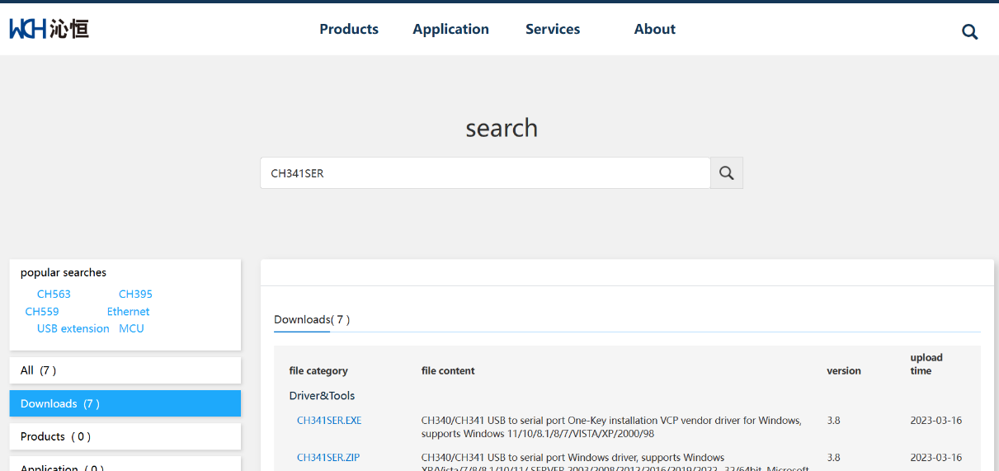 WCH 沁恒
Products Application Services About
search
CH341SER
popular searches
CH563 CH395
CH559 Ethernet
USB extension MCU
All (7)
Downloads (7)
Products (0)
Application (0)
Downloads(7)
file category file content version upload time
Driver&Tools
CH341SER.EXE CH340/CH341 USB to serial port One-Key installation VCP vendor driver for Windows, 3.8 2023-03-16
supports Windows 11/10/8.1/8/7/VISTA/XP/2000/98
CH341SER.ZIP CH340/CH341 USB to serial port Windows driver, supports Windows 3.8 2023-03-16
XP/Vista/7/8/8.1/10/11/ SERVER 2003/2008/2012/2016/2019/2022 -32/64bit, Microsoft